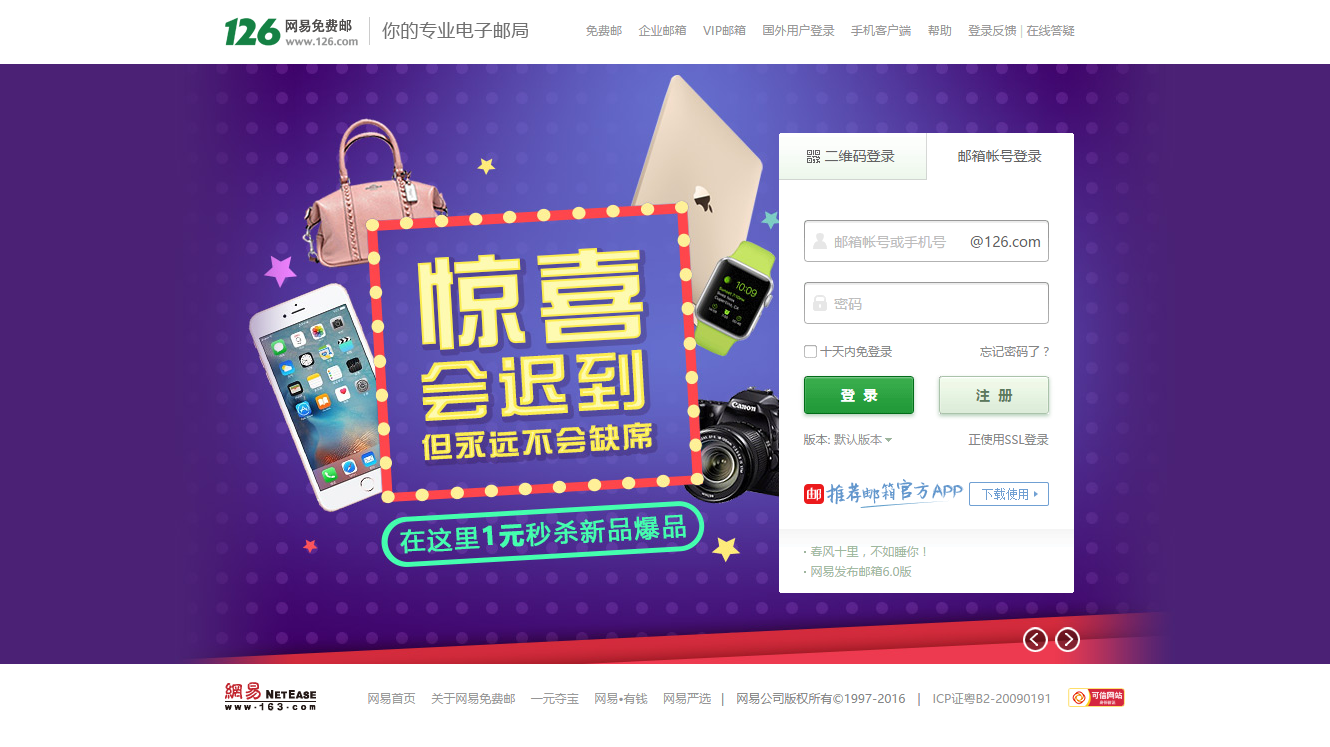 126 网易免费邮 www.126.com 你的专业电子邮局
免费邮 企业邮箱 VIP邮箱 国外用户登录 手机客户端 帮助 登录反馈 | 在线答疑
二维码登录 邮箱帐号登录
邮箱帐号或手机号 @126.com
密码
十天内免登录 忘记密码了?
登 录 注 册
版本: 默认版本 正使用SSL登录
邮 推荐邮箱官方APP 下载使用
· 春风十里，不如睡你！
· 网易发布邮箱6.0版
惊喜
会迟到
但永远不会缺席
在这里1元秒杀新品爆品
10:09
Canon
網易 NETEASE
www.163.com
网易首页 关于网易免费邮 一元夺宝 网易•有钱 网易严选 | 网易公司版权所有©1997-2016 | ICP证粤B2-20090191
可信网站